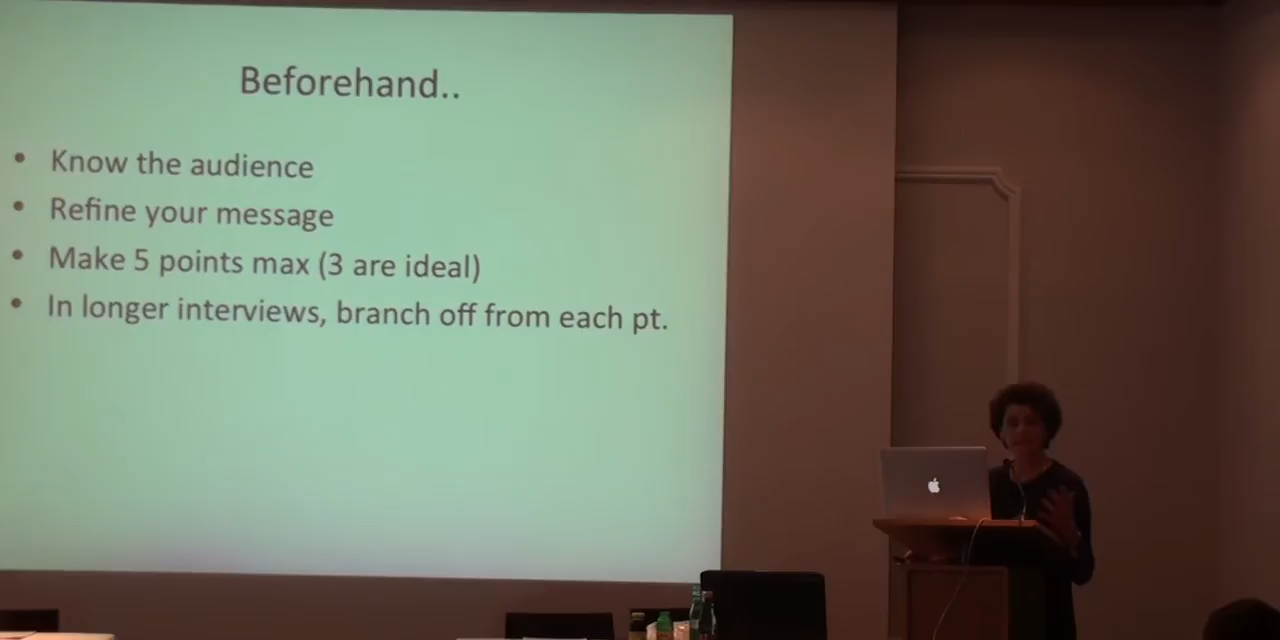 Beforehand..
• Know the audience
• Refine your message
• Make 5 points max (3 are ideal)
• In longer interviews, branch off from each pt.